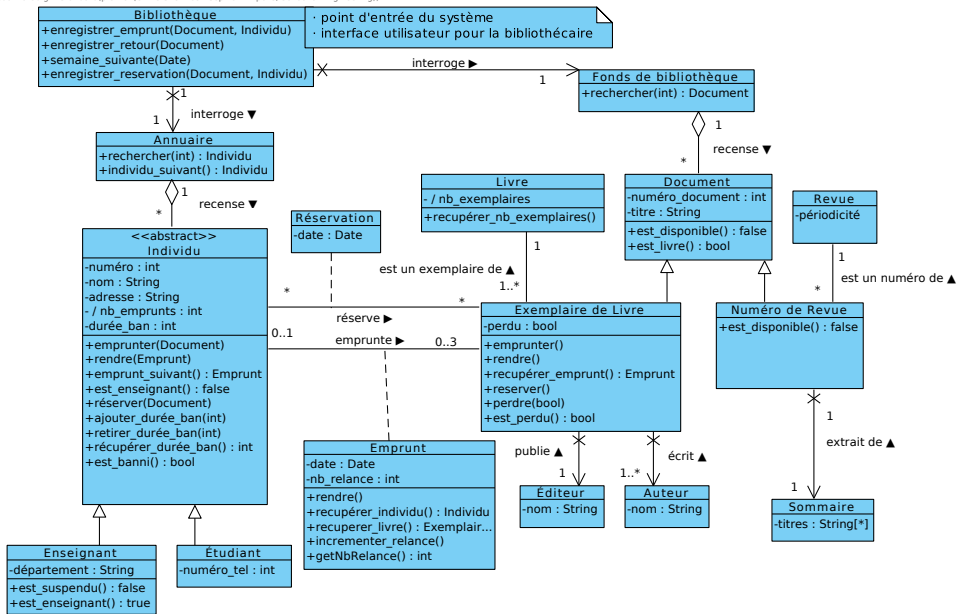 Bibliothèque
+enregistrer_emprunt(Document, Individu)
+enregistrer_retour(Document)
+semaine_suivante(Date)
+enregistrer_reservation(Document, Individu)
· point d'entrée du système
· interface utilisateur pour la bibliothécaire
interroge ▶
1
Fonds de bibliothèque
+rechercher(int) : Document
1
1
interroge ▼
Annuaire
+rechercher(int) : Individu
+individu_suivant() : Individu
1
recense ▼
*
1
recense ▼
*
Livre
- / nb_exemplaires
+recupérer_nb_exemplaires()
Document
-numéro_document : int
-titre : String
+est_disponible() : false
+est_livre() : bool
Revue
-périodicité
Réservation
-date : Date
<<abstract>>
Individu
-numéro : int
-nom : String
-adresse : String
- / nb_emprunts : int
-durée_ban : int
+emprunter(Document)
+rendre(Emprunt)
+emprunt_suivant() : Emprunt
+est_enseignant() : false
+réserver(Document)
+ajouter_durée_ban(int)
+retirer_durée_ban(int)
+récupérer_durée_ban() : int
+est_banni() : bool
1
est un exemplaire de ▲
1..*
1
est un numéro de ▲
*
*
*
réserve ▶
0..1
emprunte ▶
0..3
Exemplaire de Livre
-perdu : bool
+emprunter()
+rendre()
+recupérer_emprunt() : Emprunt
+reserver()
+perdre(bool)
+est_perdu() : bool
Numéro de Revue
+est_disponible() : false
1
extrait de ▲
1
publie ▲
1
écrit ▲
1..*
Emprunt
-date : Date
-nb_relance : int
+rendre()
+recupérer_individu() : Individu
+recuperer_livre() : Exemplair...
+incrementer_relance()
+getNbRelance() : int
Éditeur
-nom : String
Auteur
-nom : String
Sommaire
-titres : String[*]
Enseignant
-département : String
+est_suspendu() : false
+est_enseignant() : true
Étudiant
-numéro_tel : int